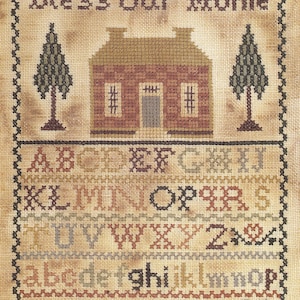 Bless Our Home
ABCDEFGHIJ
KLMNOPQRS
TUVWXYZ
abcdefghijklmnop